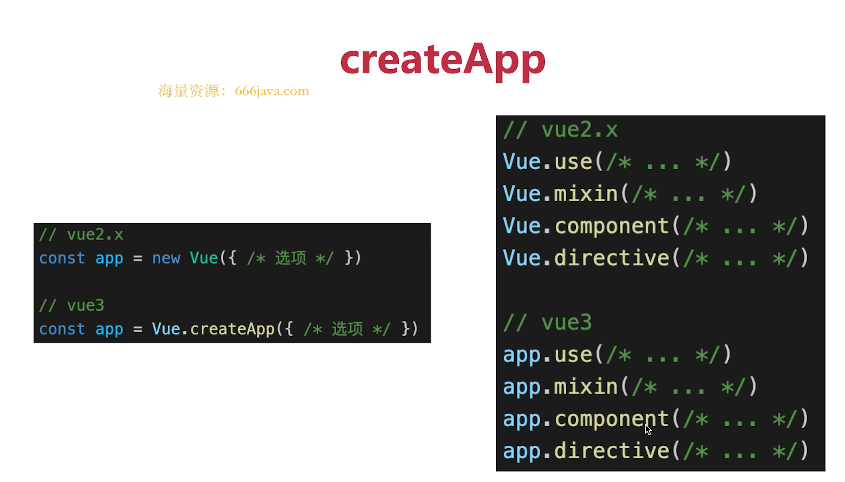 createApp
海量资源：666java.com
// vue2.x
const app = new Vue({ /* 选项 */ })
// vue3
const app = Vue.createApp({ /* 选项 */ })
// vue2.x
Vue.use(/* ... */)
Vue.mixin(/* ... */)
Vue.component(/* ... */)
Vue.directive(/* ... */)
// vue3
app.use(/* ... */)
app.mixin(/* ... */)
app.component(/* ... */)
app.directive(/* ... */)